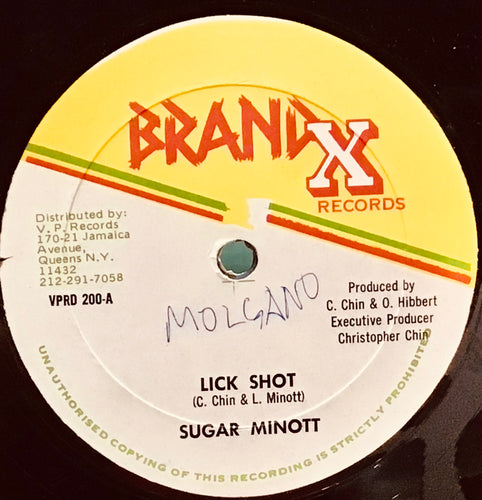 BRAND X
RECORDS
Distributed by:
V. P. Records
170-21 Jamaica
Avenue,
Queens N.Y.
11432
212-291-7058
VPRD 200-A
Produced by
C. Chin & O. Hibbert
Executive Producer
Christopher Chin
MOLGANO
LICK SHOT
(C. Chin & L. Minott)
SUGAR MINOTT
UNAUTHORISED COPYING OF THIS RECORDING IS STRICTLY PROHIBITED